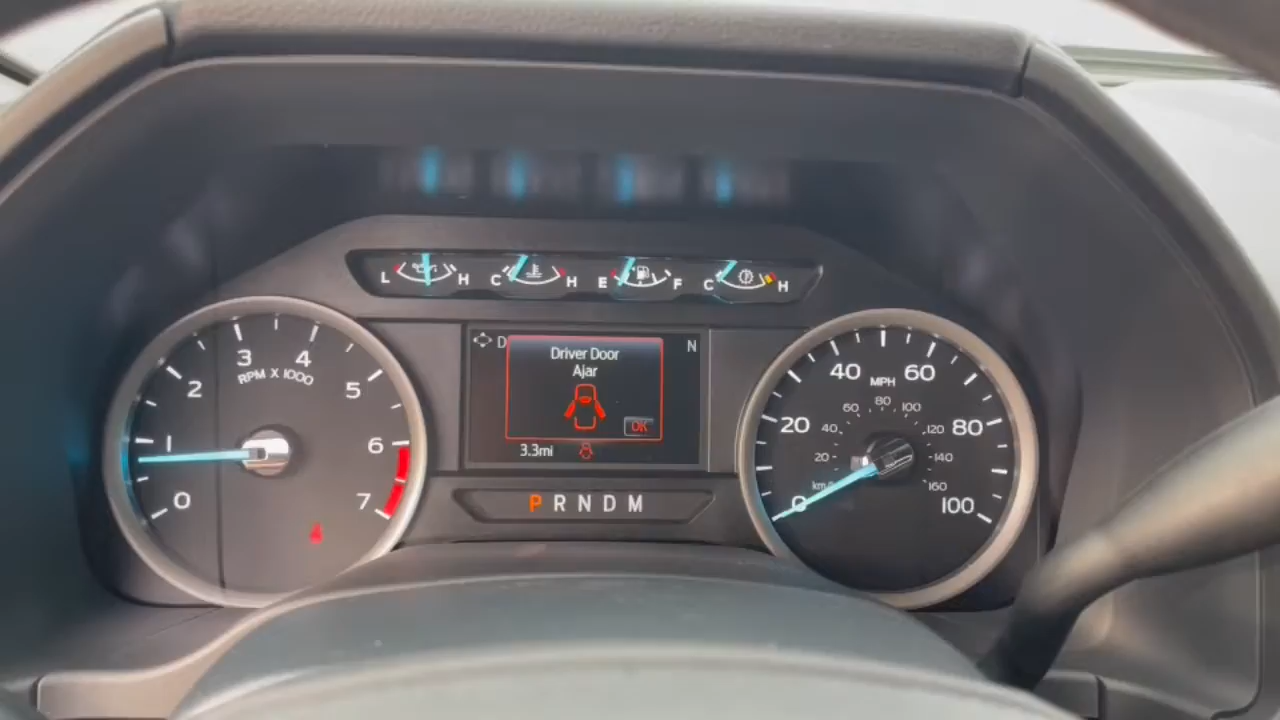 L H C H E F C H
3 4
RPM X 1000
2 5
1 6
0 7
D N
Driver Door
Ajar
OK
3.3mi
P R N D M
40 60
MPH
60 80 100
20 40 120 80
20 140
km/h 160
0 100